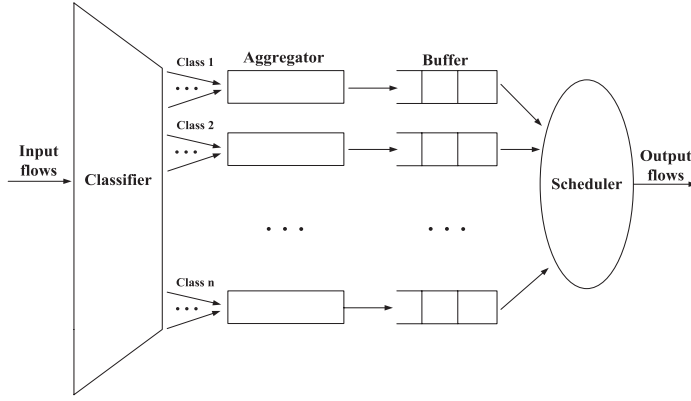 Class 1
Aggregator
Buffer
Class 2
Input
flows
Classifier
Scheduler
Output
flows
Class n